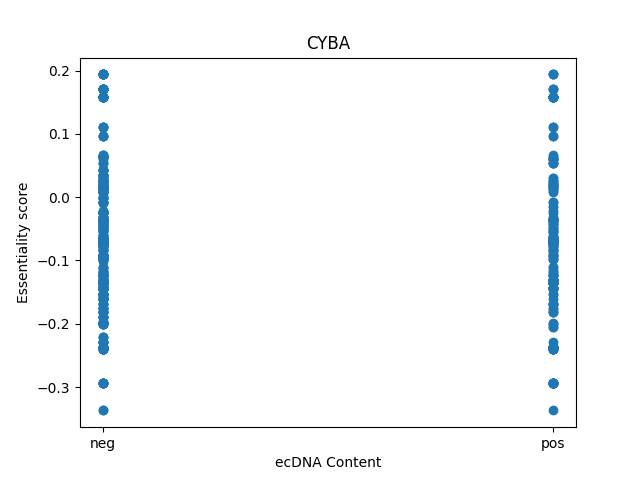 CYBA
Essentiality score
0.2
0.1
0.0
−0.1
−0.2
−0.3
neg
pos
ecDNA Content